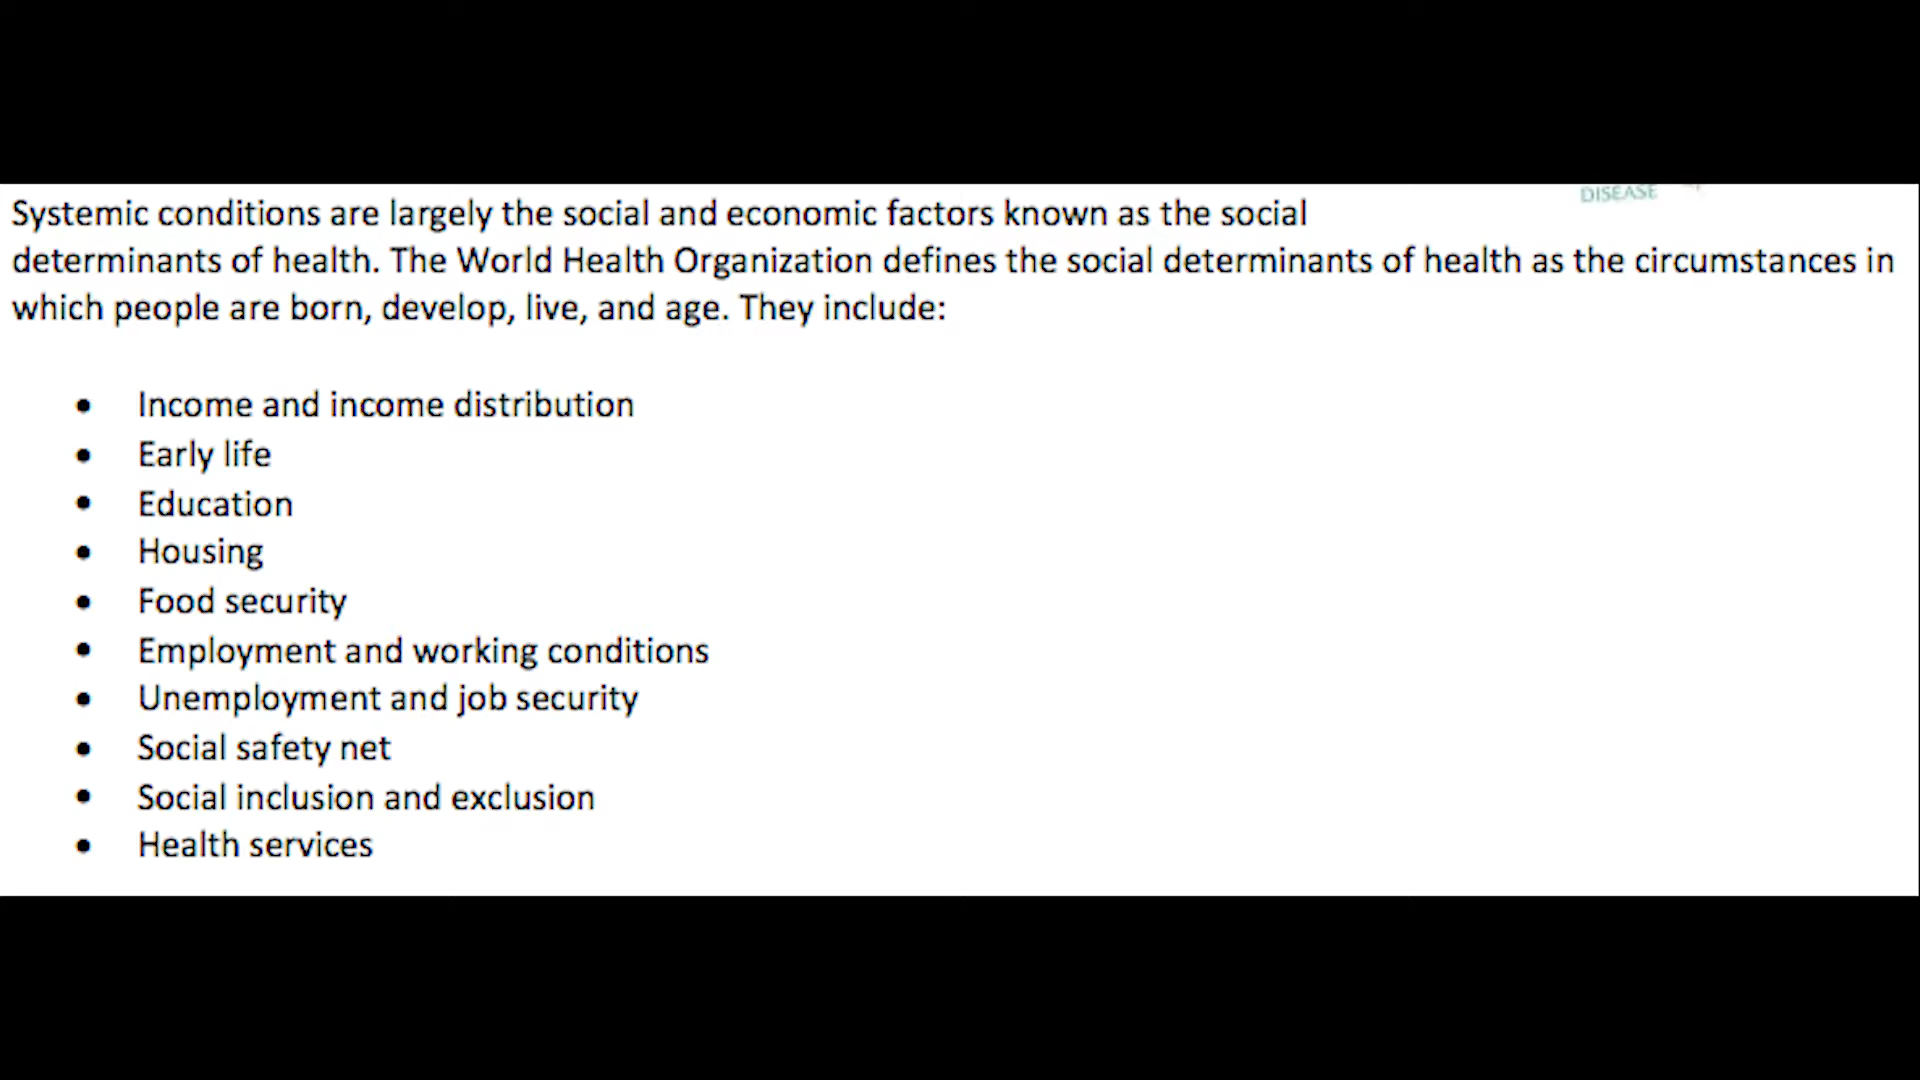 DISEASE
Systemic conditions are largely the social and economic factors known as the social
determinants of health. The World Health Organization defines the social determinants of health as the circumstances in
which people are born, develop, live, and age. They include:
• Income and income distribution
• Early life
• Education
• Housing
• Food security
• Employment and working conditions
• Unemployment and job security
• Social safety net
• Social inclusion and exclusion
• Health services